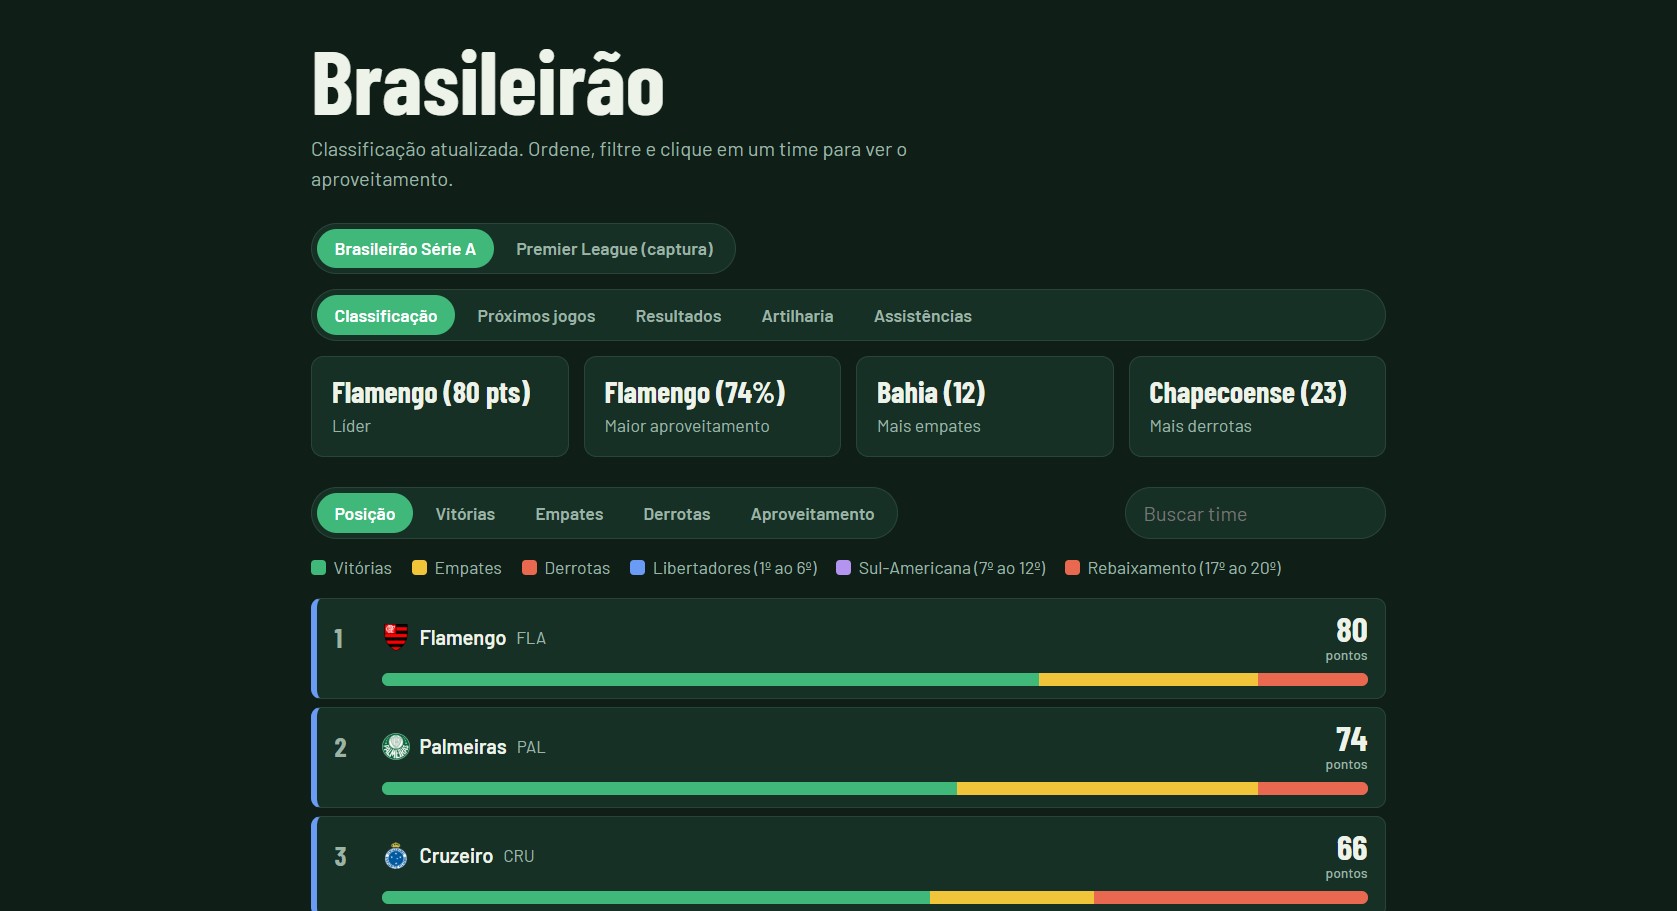 Brasileirão
Classificação atualizada. Ordene, filtre e clique em um time para ver o
aproveitamento.
Brasileirão Série A
Premier League (captura)
Classificação
Próximos jogos
Resultados
Artilharia
Assistências
Flamengo (80 pts)
Líder
Flamengo (74%)
Maior aproveitamento
Bahia (12)
Mais empates
Chapecoense (23)
Mais derrotas
Posição
Vitórias
Empates
Derrotas
Aproveitamento
Buscar time
Vitórias
Empates
Derrotas
Libertadores (1º ao 6º)
Sul-Americana (7º ao 12º)
Rebaixamento (17º ao 20º)
1
Flamengo FLA
80
pontos
2
Palmeiras PAL
74
pontos
3
Cruzeiro CRU
66
pontos